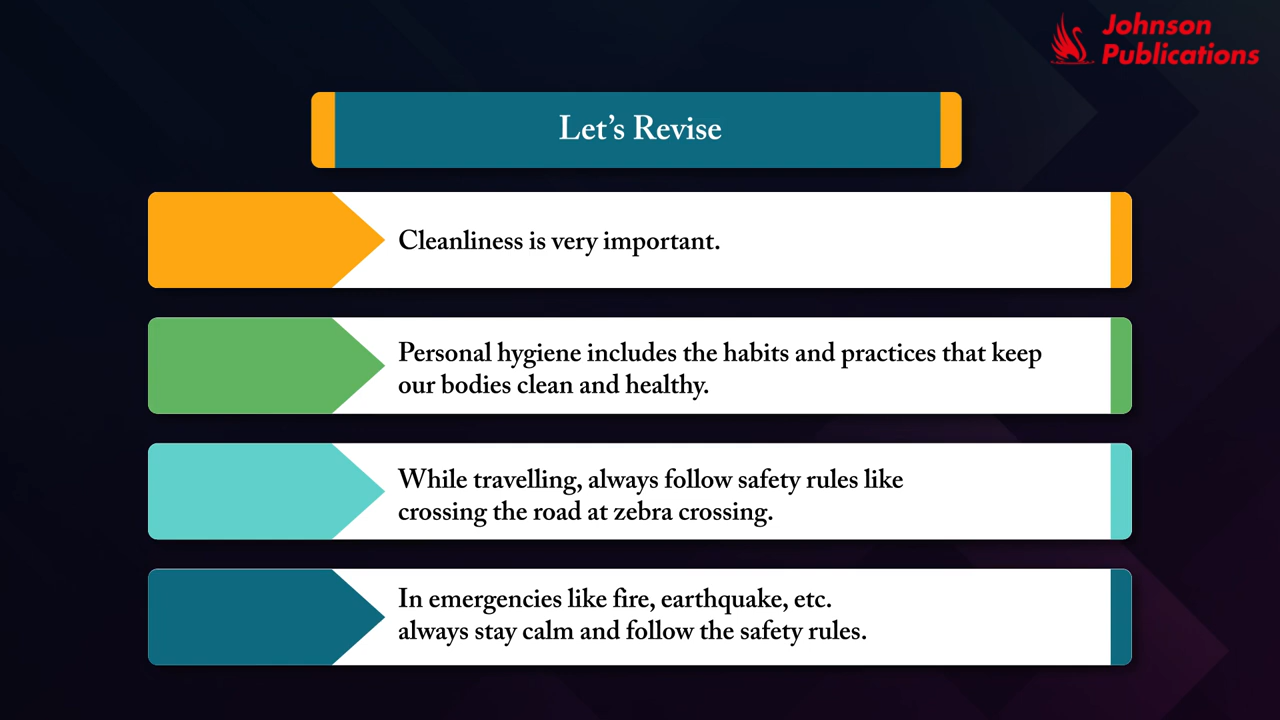 Johnson
Publications
Let’s Revise
Cleanliness is very important.
Personal hygiene includes the habits and practices that keep
our bodies clean and healthy.
While travelling, always follow safety rules like
crossing the road at zebra crossing.
In emergencies like fire, earthquake, etc.
always stay calm and follow the safety rules.